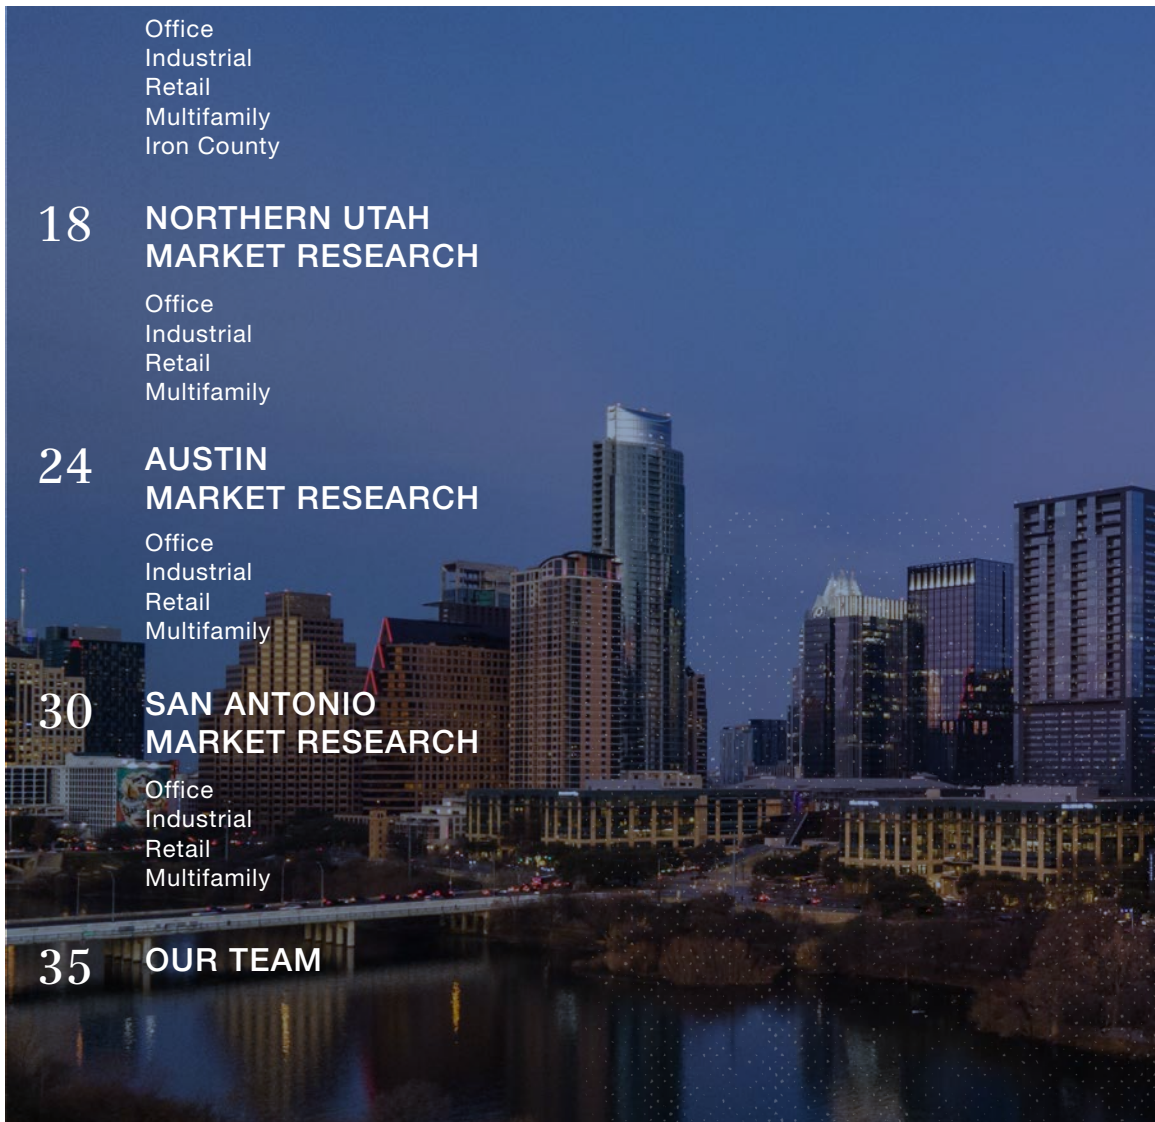 Office
Industrial
Retail
Multifamily
Iron County
18
NORTHERN UTAH
MARKET RESEARCH
Office
Industrial
Retail
Multifamily
24
AUSTIN
MARKET RESEARCH
Office
Industrial
Retail
Multifamily
30
SAN ANTONIO
MARKET RESEARCH
Office
Industrial
Retail
Multifamily
35
OUR TEAM